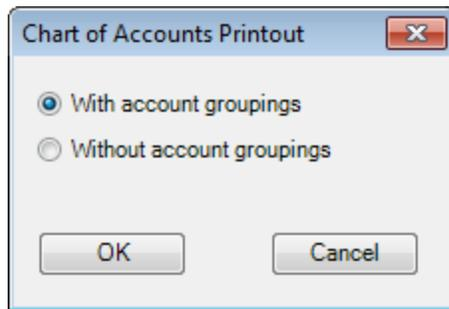 Chart of Accounts Printout
With account groupings
Without account groupings
OK
Cancel